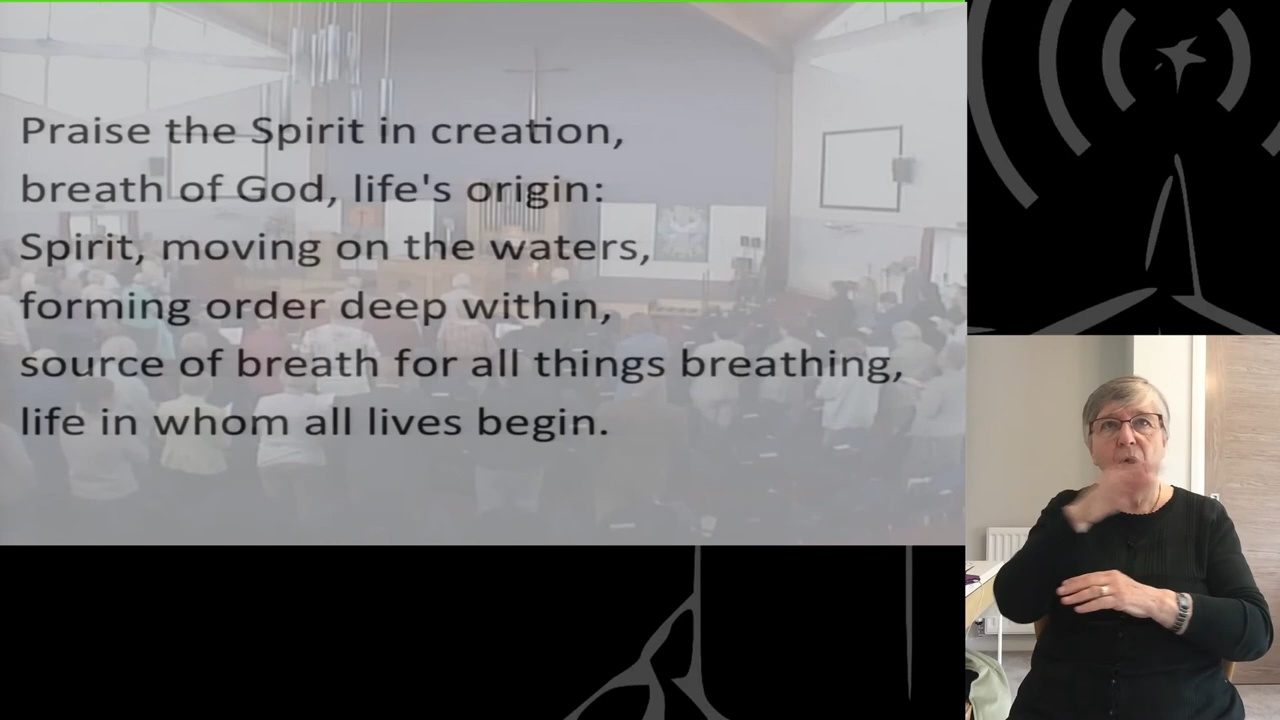 Praise the Spirit in creation,
breath of God, life's origin:
Spirit, moving on the waters,
forming order deep within,
source of breath for all things breathing,
life in whom all lives begin.